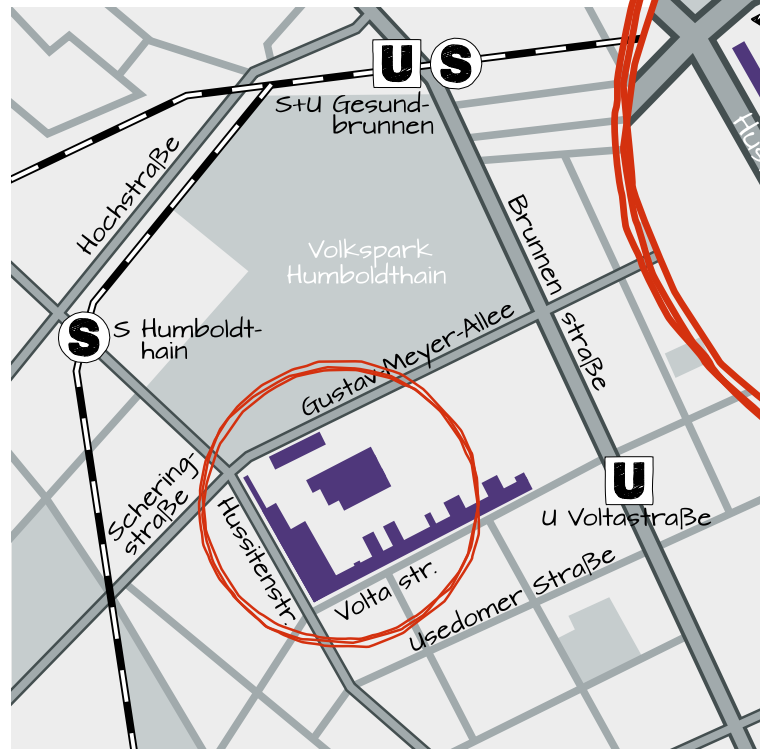 U S
S+U Gesund-
brunnen
Hochstraße
Volkspark
Humboldthain
Brunnen
straße
S
S Humboldt-
hain
Gustav-Meyer-Allee
Schering-
straße
Hussitenstr.
U
U Voltastraße
Volta str.
Usedomer Straße